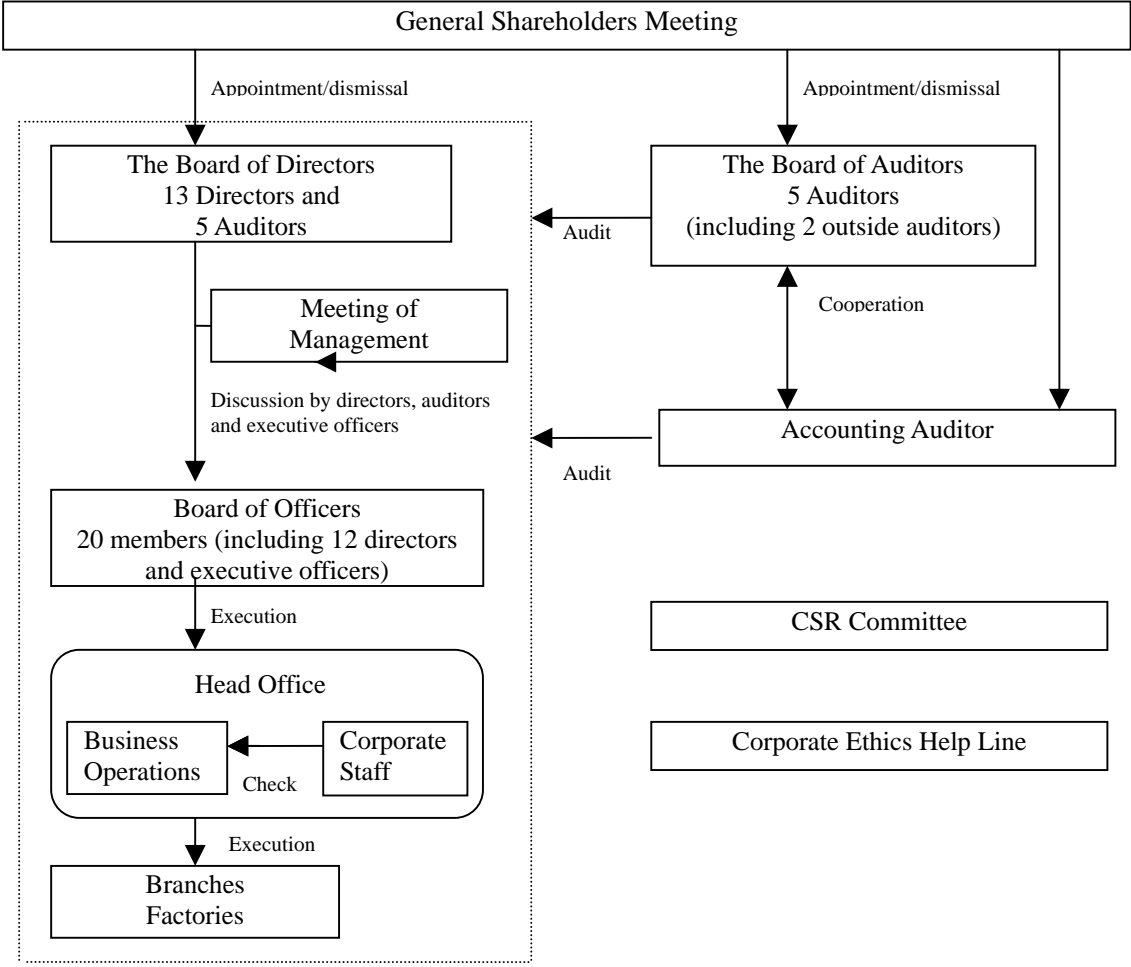 General Shareholders Meeting
Appointment/dismissal
Appointment/dismissal
The Board of Directors
13 Directors and
5 Auditors
The Board of Auditors
5 Auditors
(including 2 outside auditors)
Audit
Meeting of
Management
Cooperation
Discussion by directors, auditors
and executive officers
Accounting Auditor
Audit
Board of Officers
20 members (including 12 directors
and executive officers)
Execution
CSR Committee
Head Office
Business
Operations
Check
Corporate
Staff
Corporate Ethics Help Line
Execution
Branches
Factories